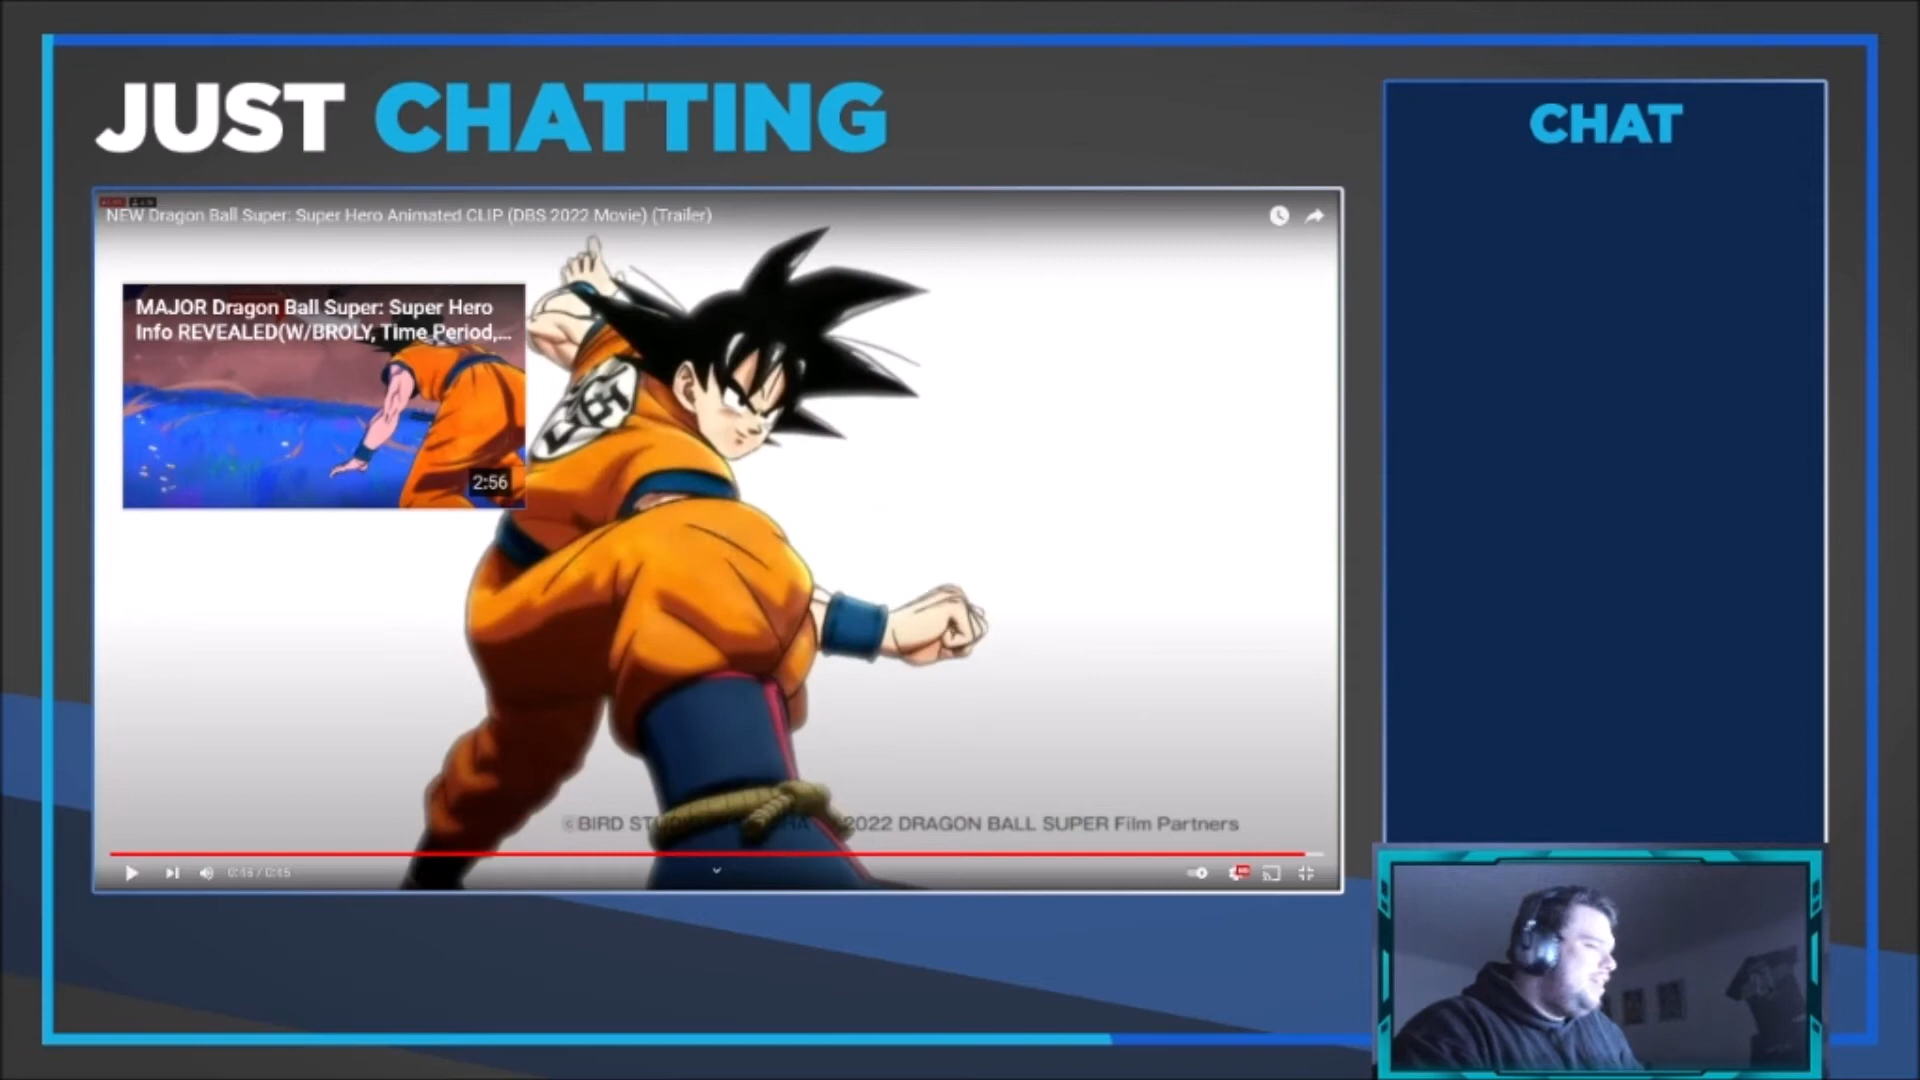 JUST CHATTING
CHAT
NEW Dragon Ball Super: Super Hero Animated CLIP (DBS 2022 Movie) (Trailer)
MAJOR Dragon Ball Super: Super Hero
Info REVEALED(W/BROLY, Time Period,...
2:56
©BIRD 2022 DRAGON BALL SUPER Film Partners